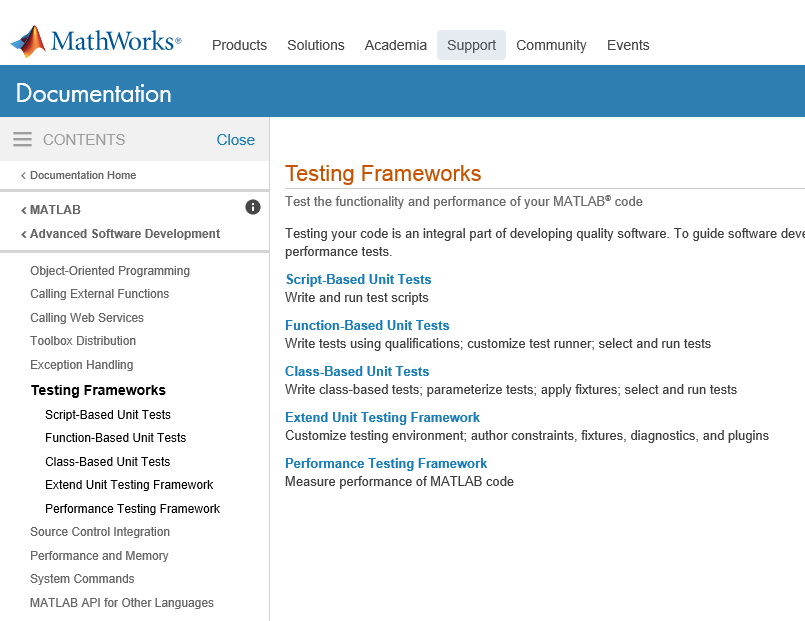 MathWorks®
Products Solutions Academia Support Community Events
Documentation
CONTENTS Close
‹ Documentation Home
‹ MATLAB
‹ Advanced Software Development
Object-Oriented Programming
Calling External Functions
Calling Web Services
Toolbox Distribution
Exception Handling
Testing Frameworks
Script-Based Unit Tests
Function-Based Unit Tests
Class-Based Unit Tests
Extend Unit Testing Framework
Performance Testing Framework
Source Control Integration
Performance and Memory
System Commands
MATLAB API for Other Languages
Testing Frameworks
Test the functionality and performance of your MATLAB® code
Testing your code is an integral part of developing quality software. To guide software deve
performance tests.
Script-Based Unit Tests
Write and run test scripts
Function-Based Unit Tests
Write tests using qualifications; customize test runner; select and run tests
Class-Based Unit Tests
Write class-based tests; parameterize tests; apply fixtures; select and run tests
Extend Unit Testing Framework
Customize testing environment; author constraints, fixtures, diagnostics, and plugins
Performance Testing Framework
Measure performance of MATLAB code